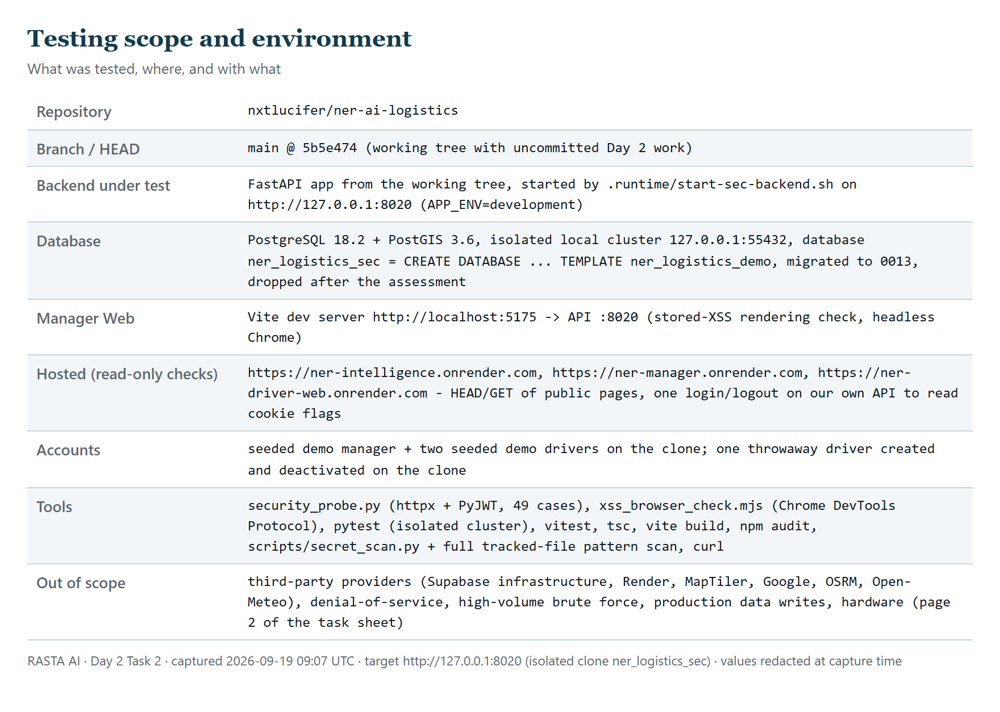 Testing scope and environment
What was tested, where, and with what
Repository
nxtlucifer/ner-ai-logistics
Branch / HEAD
main @ 5b5e474 (working tree with uncommitted Day 2 work)
Backend under test
FastAPI app from the working tree, started by .runtime/start-sec-backend.sh on
http://127.0.0.1:8020 (APP_ENV=development)
Database
PostgreSQL 18.2 + PostGIS 3.6, isolated local cluster 127.0.0.1:55432, database
ner_logistics_sec = CREATE DATABASE ... TEMPLATE ner_logistics_demo, migrated to 0013,
dropped after the assessment
Manager Web
Vite dev server http://localhost:5175 -> API :8020 (stored-XSS rendering check, headless
Chrome)
Hosted (read-only checks)
https://ner-intelligence.onrender.com, https://ner-manager.onrender.com, https://ner-
driver-web.onrender.com - HEAD/GET of public pages, one login/logout on our own API to read
cookie flags
Accounts
seeded demo manager + two seeded demo drivers on the clone; one throwaway driver created
and deactivated on the clone
Tools
security_probe.py (httpx + PyJWT, 49 cases), xss_browser_check.mjs (Chrome DevTools
Protocol), pytest (isolated cluster), vitest, tsc, vite build, npm audit,
scripts/secret_scan.py + full tracked-file pattern scan, curl
Out of scope
third-party providers (Supabase infrastructure, Render, MapTiler, Google, OSRM, Open-
Meteo), denial-of-service, high-volume brute force, production data writes, hardware (page
2 of the task sheet)
RASTA AI · Day 2 Task 2 · captured 2026-09-19 09:07 UTC · target http://127.0.0.1:8020 (isolated clone ner_logistics_sec) · values redacted at capture time